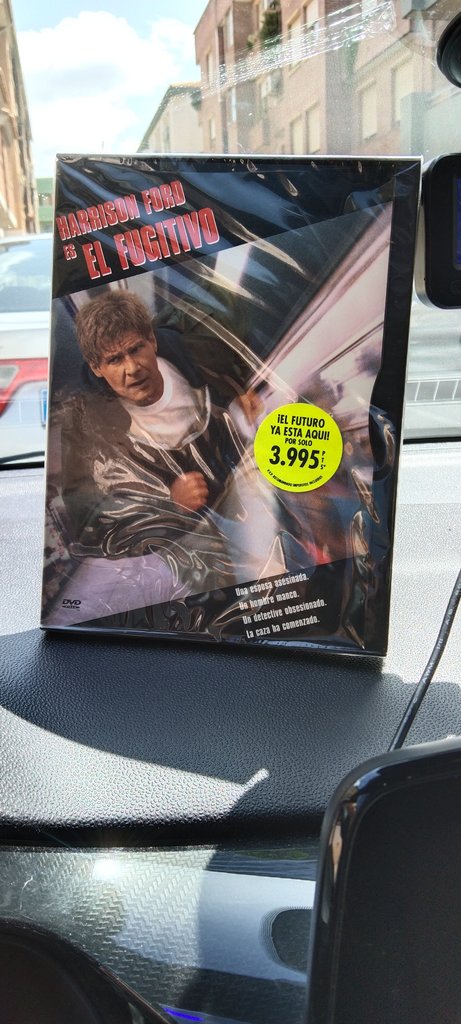 HARRISON FORD
ES EL FUGITIVO
¡EL FUTURO
YA ESTA AQUI!
POR SOLO
3.995
Una esposa asesinada.
Un hombre manco.
Un detective obsesionado.
La caza ha comenzado.
DVD